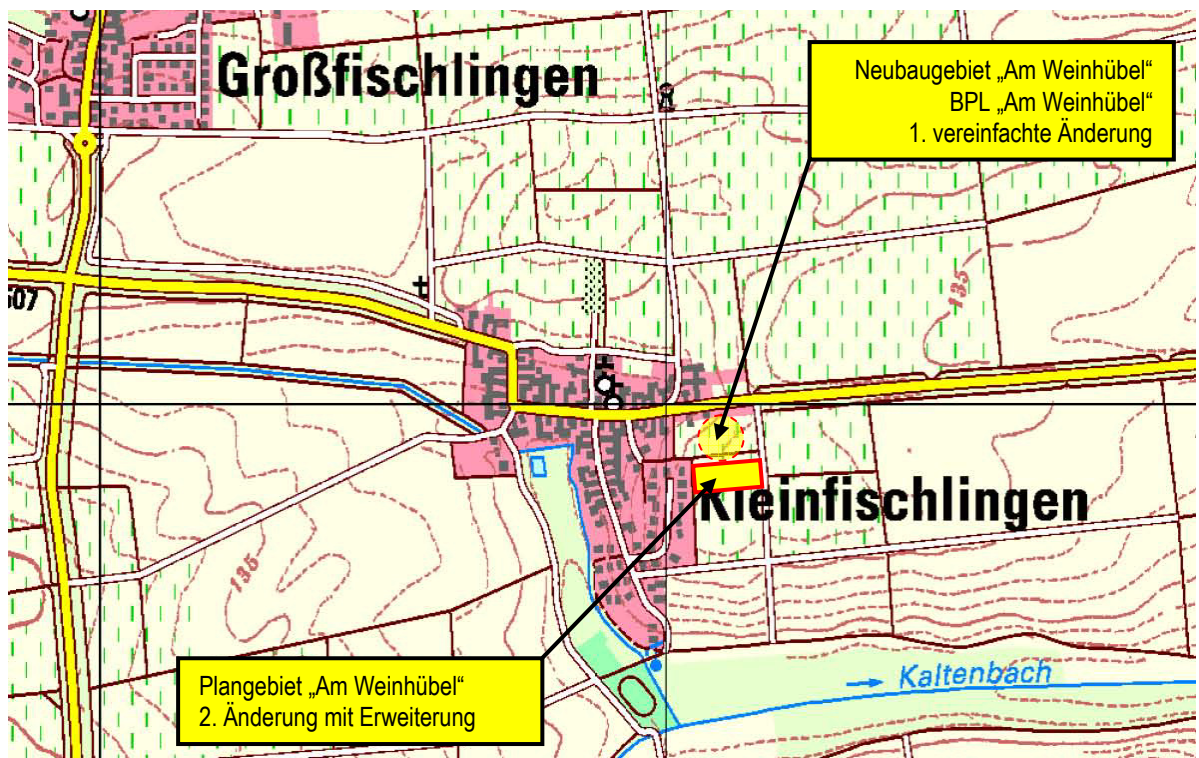 Großfischlingen
Neubaugebiet „Am Weinhübel“
BPL „Am Weinhübel“
1. vereinfachte Änderung
135
507
135
Kleinfischlingen
Plangebiet „Am Weinhübel“
2. Änderung mit Erweiterung
Kaltenbach